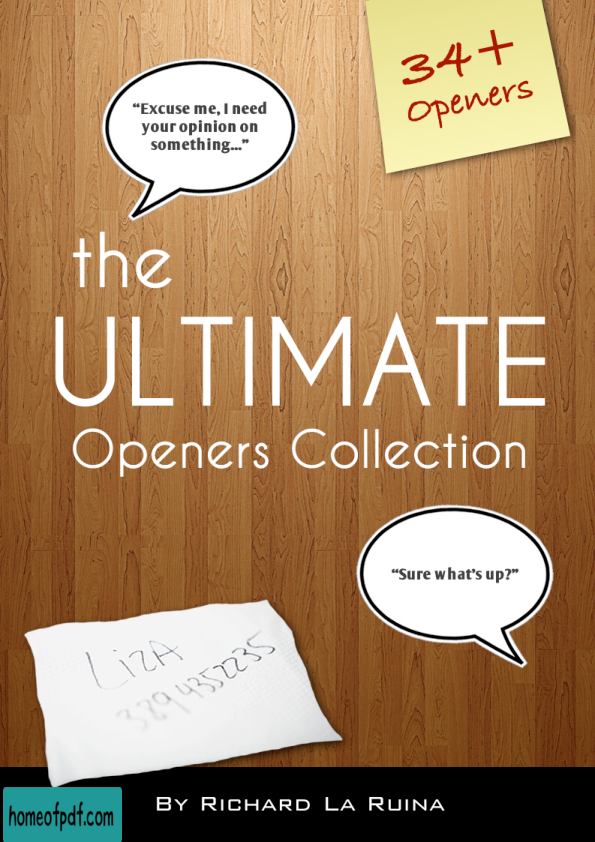 34+
Openers
“Excuse me, I need
your opinion on
something...”
the
ULTIMATE
Openers Collection
“Sure what’s up?”
LizA
3894352235
By Richard La Ruina
homeofpdf.com